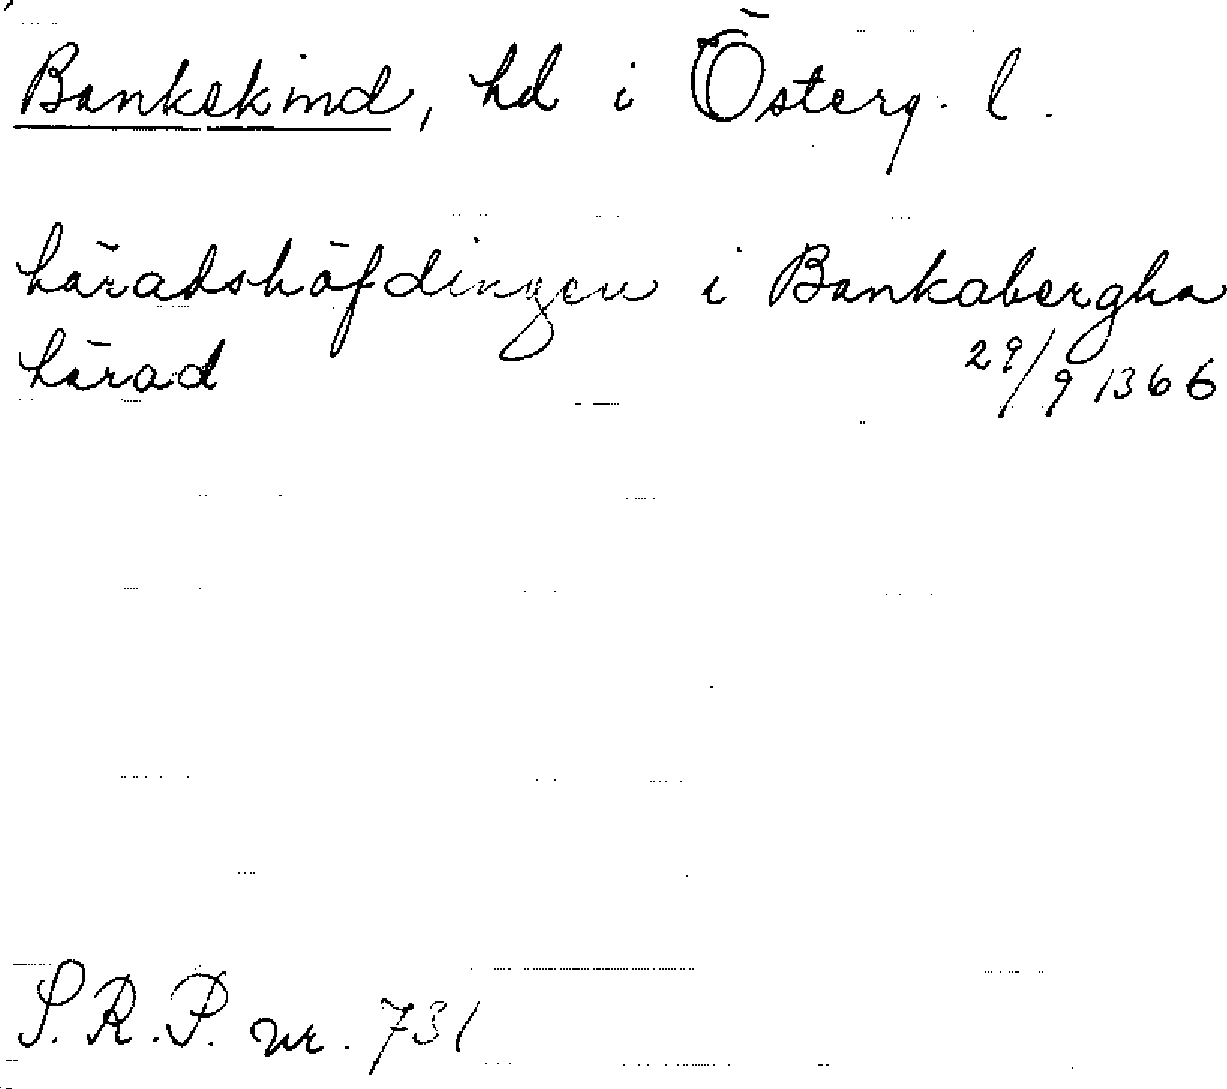 Bankekind, hd i Österg. l.
häradshöfdingen i Bankabergha
härad 29/9 1366
S.R.P. nr. 731